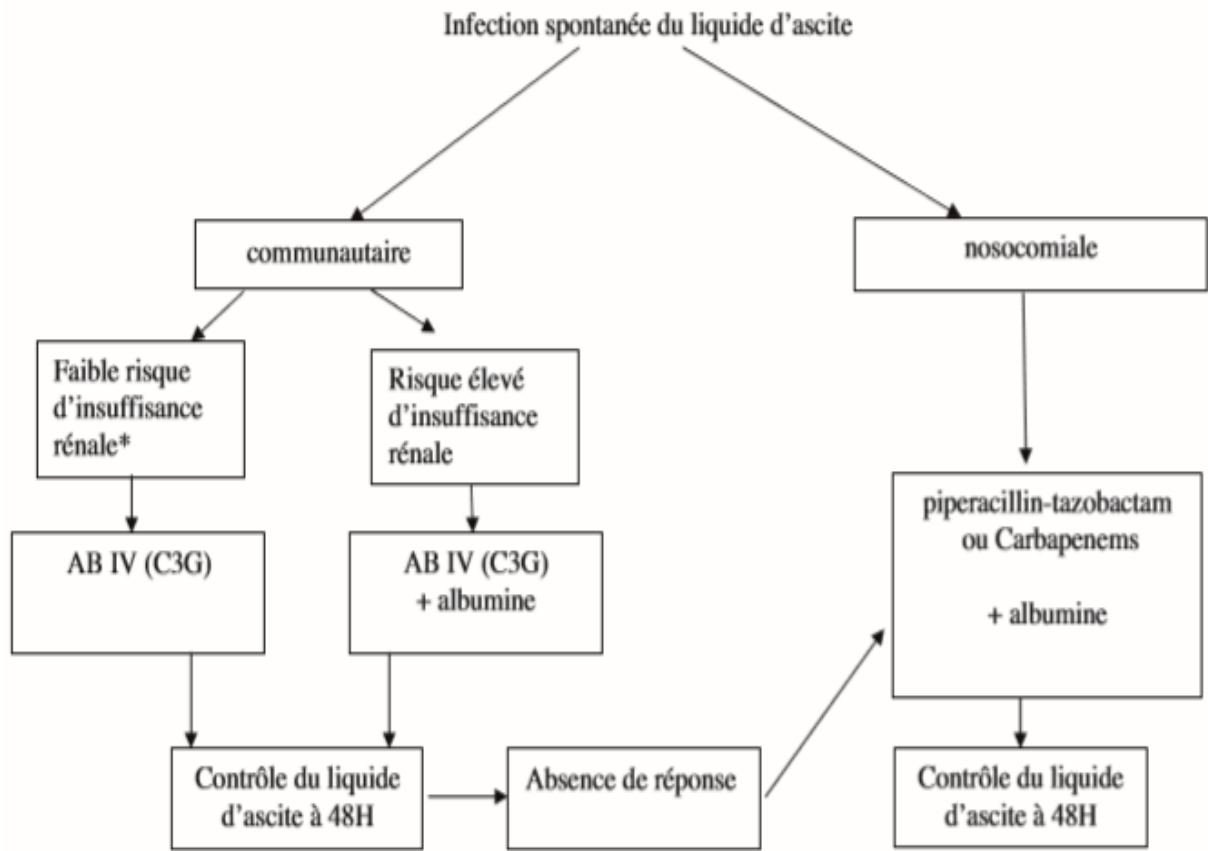 Infection spontanée du liquide d'ascite
communautaire
nosocomiale
Faible risque
d'insuffisance
rénale*
Risque élevé
d'insuffisance
rénale
AB IV (C3G)
AB IV (C3G)
+ albumine
piperacillin-tazobactam
ou Carbapenems
+ albumine
Contrôle du liquide
d'ascite à 48H
Absence de réponse
Contrôle du liquide
d'ascite à 48H